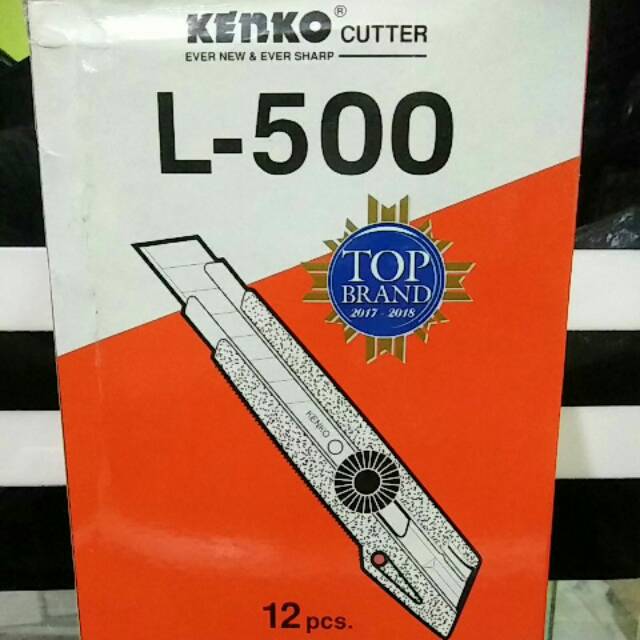 KENKO® CUTTER
EVER NEW & EVER SHARP
L-500
TOP
BRAND
2017 - 2018
KENKO
12 pcs.